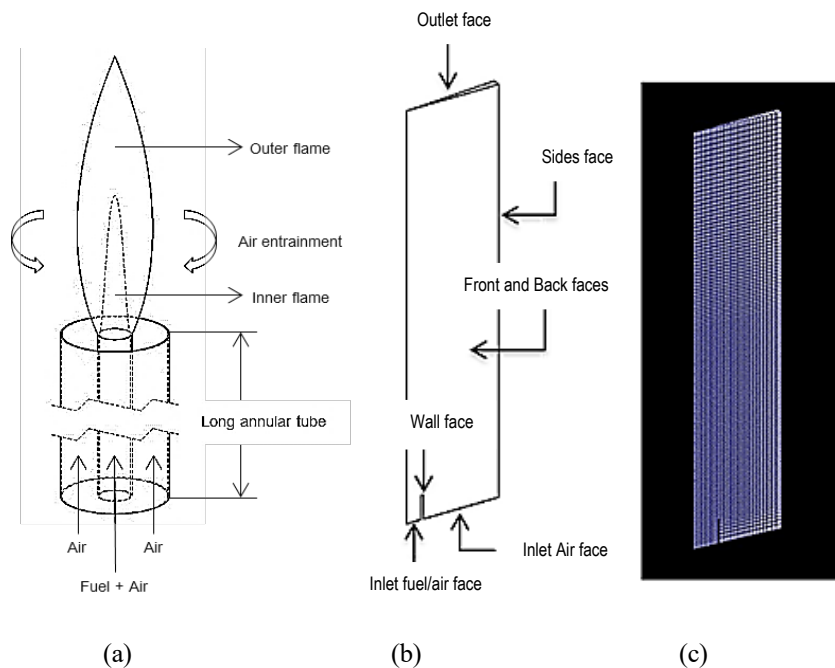 Outer flame
Air entrainment
Inner flame
Long annular tube
Air
Air
Fuel + Air
(a)
Outlet face
Sides face
Front and Back faces
Wall face
Inlet Air face
Inlet fuel/air face
(b)
(c)